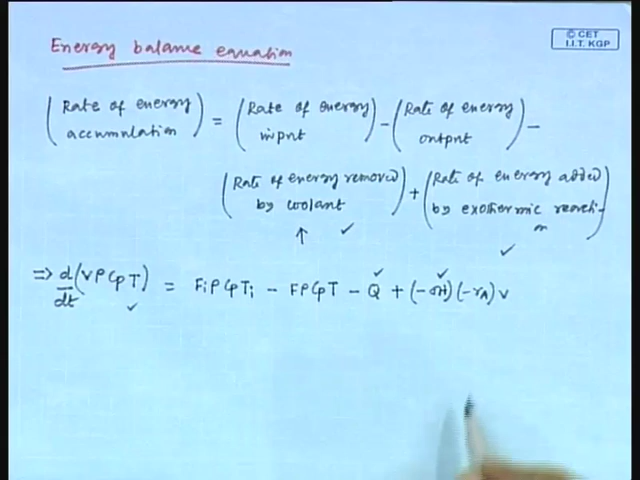 Energy balance equation
© CET
I.I.T. KGP
(Rate of energy accumulation) = (Rate of energy input) − (Rate of energy output) −
(Rate of energy removed by coolant) + (Rate of energy added by exothermic reaction)
↑ ✓ ✓
⇒ d/dt (VρCpT) = FiρCpTi − FρCpT − Q + (−ΔH)(−rA)V